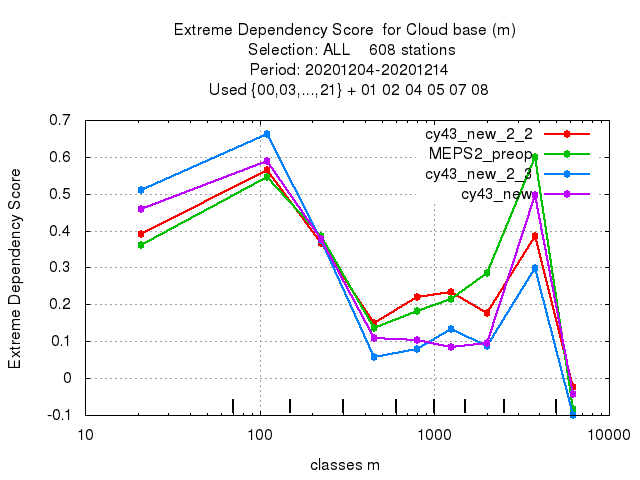 Extreme Dependency Score  for Cloud base (m)
Selection: ALL    608 stations
Period: 20201204-20201214
Used {00,03,...,21} + 01 02 04 05 07 08
0.7
0.6
0.5
0.4
0.3
0.2
0.1
0
-0.1
Extreme Dependency Score
cy43_new_2_2
MEPS2_preop
cy43_new_2_3
cy43_new
10
100
1000
10000
classes m